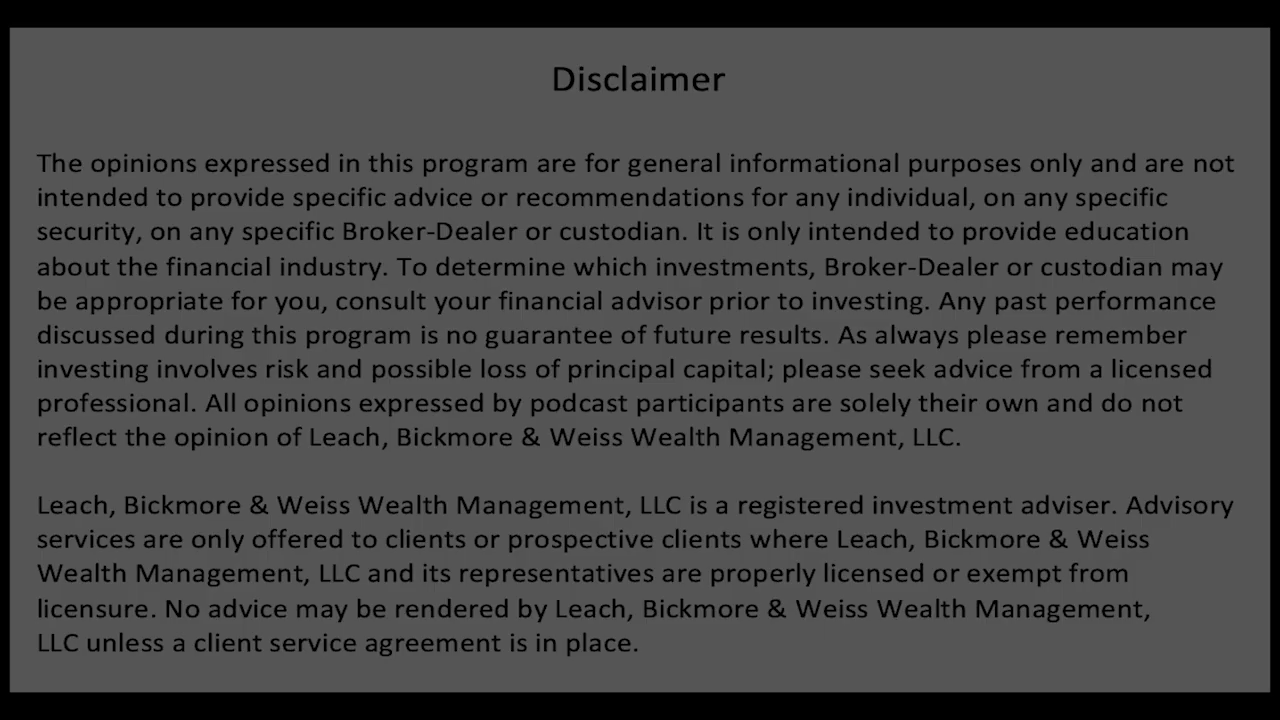 Disclaimer
The opinions expressed in this program are for general informational purposes only and are not
intended to provide specific advice or recommendations for any individual, on any specific
security, on any specific Broker-Dealer or custodian. It is only intended to provide education
about the financial industry. To determine which investments, Broker-Dealer or custodian may
be appropriate for you, consult your financial advisor prior to investing. Any past performance
discussed during this program is no guarantee of future results. As always please remember
investing involves risk and possible loss of principal capital; please seek advice from a licensed
professional. All opinions expressed by podcast participants are solely their own and do not
reflect the opinion of Leach, Bickmore & Weiss Wealth Management, LLC.
Leach, Bickmore & Weiss Wealth Management, LLC is a registered investment adviser. Advisory
services are only offered to clients or prospective clients where Leach, Bickmore & Weiss
Wealth Management, LLC and its representatives are properly licensed or exempt from
licensure. No advice may be rendered by Leach, Bickmore & Weiss Wealth Management,
LLC unless a client service agreement is in place.